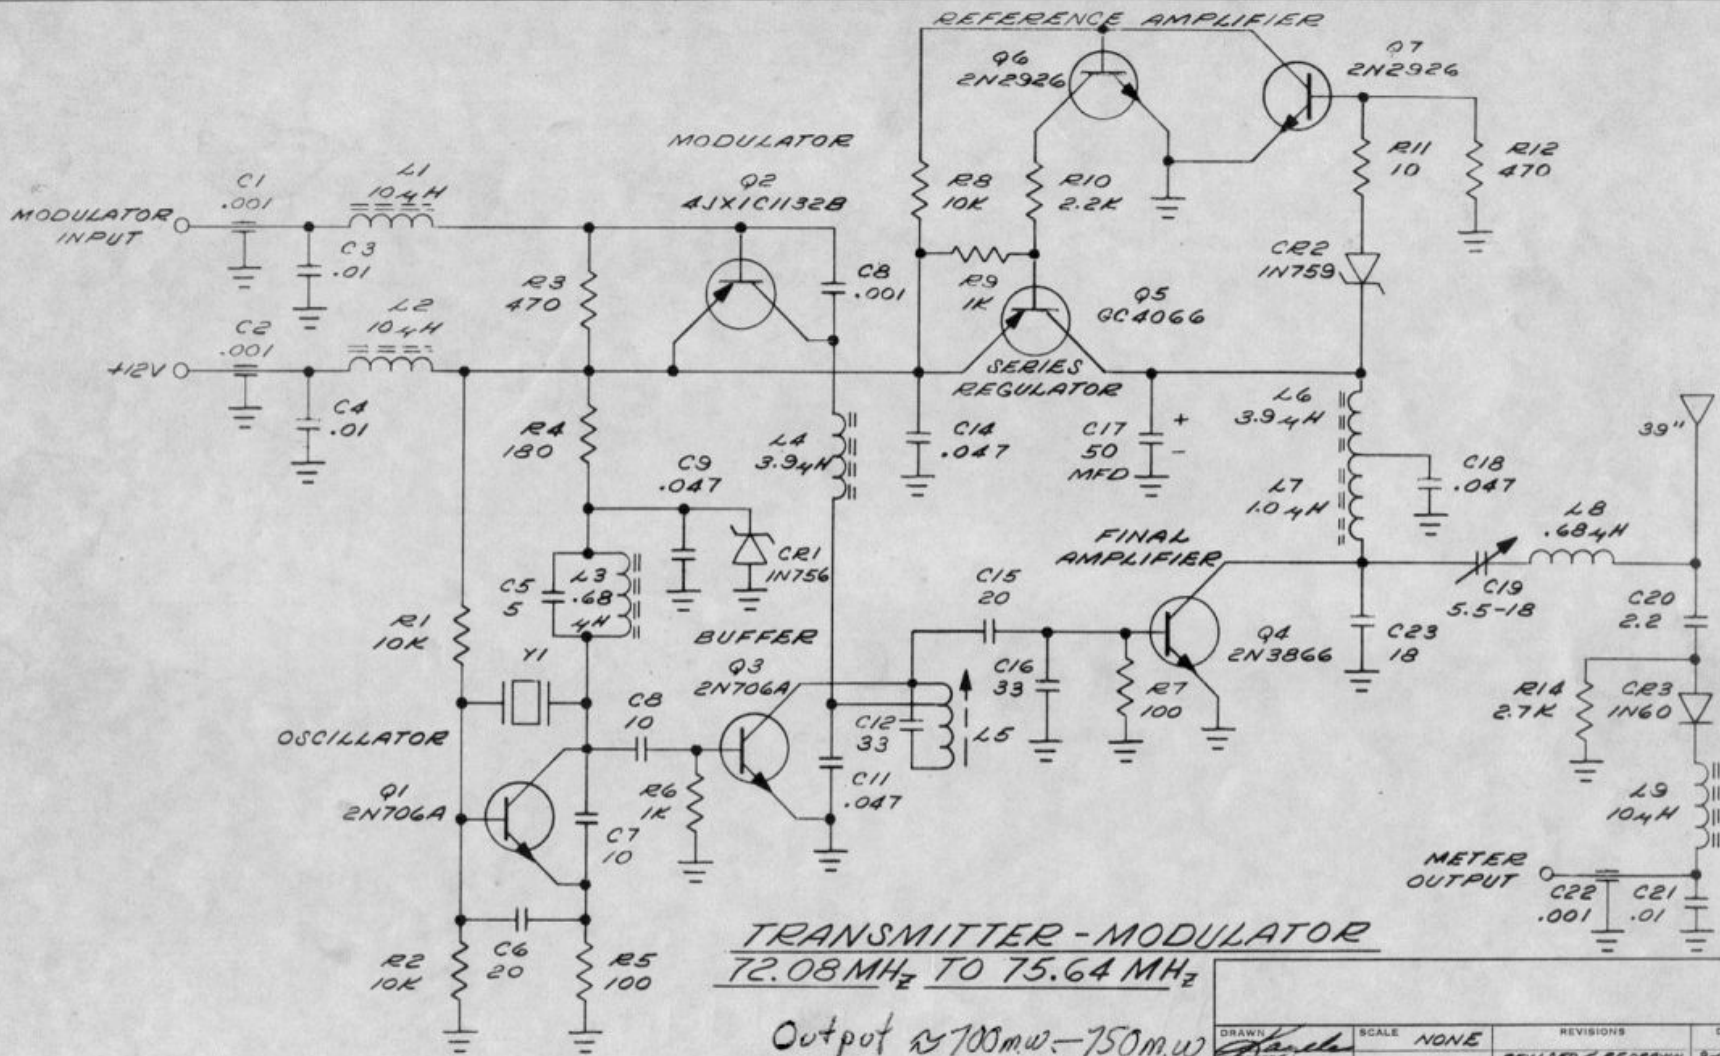 REFERENCE AMPLIFIER
Q6
2N2926
Q7
2N2926
MODULATOR
Q2
4JX1C1132B
MODULATOR
INPUT
C1
.001
L1
10µH
C3
.01
R3
470
C8
.001
R8
10K
R10
2.2K
R11
10
R12
470
R9
1K
CR2
1N759
Q5
GC4066
SERIES
REGULATOR
+12V
C2
.001
L2
10µH
C4
.01
R4
180
L4
3.9µH
C14
.047
C17
50
MFD
+
-
L6
3.9µH
L7
1.0µH
C18
.047
39"
C9
.047
CR1
1N756
C5
5
L3
.68
µH
FINAL
AMPLIFIER
L8
.68µH
C19
5.5-18
C20
2.2
R1
10K
Y1
BUFFER
Q3
2N706A
C15
20
C16
33
R7
100
Q4
2N3866
C23
18
R14
2.7K
CR3
1N60
OSCILLATOR
C8
10
C12
33
L5
Q1
2N706A
C7
10
R6
1K
C11
.047
L9
10µH
METER
OUTPUT
C22
.001
C21
.01
R2
10K
C6
20
R5
100
TRANSMITTER-MODULATOR
72.08MHz TO 75.64 MHz
Output ≈ 700m.w.-750m.w
DRAWN
SCALE NONE
REVISIONS